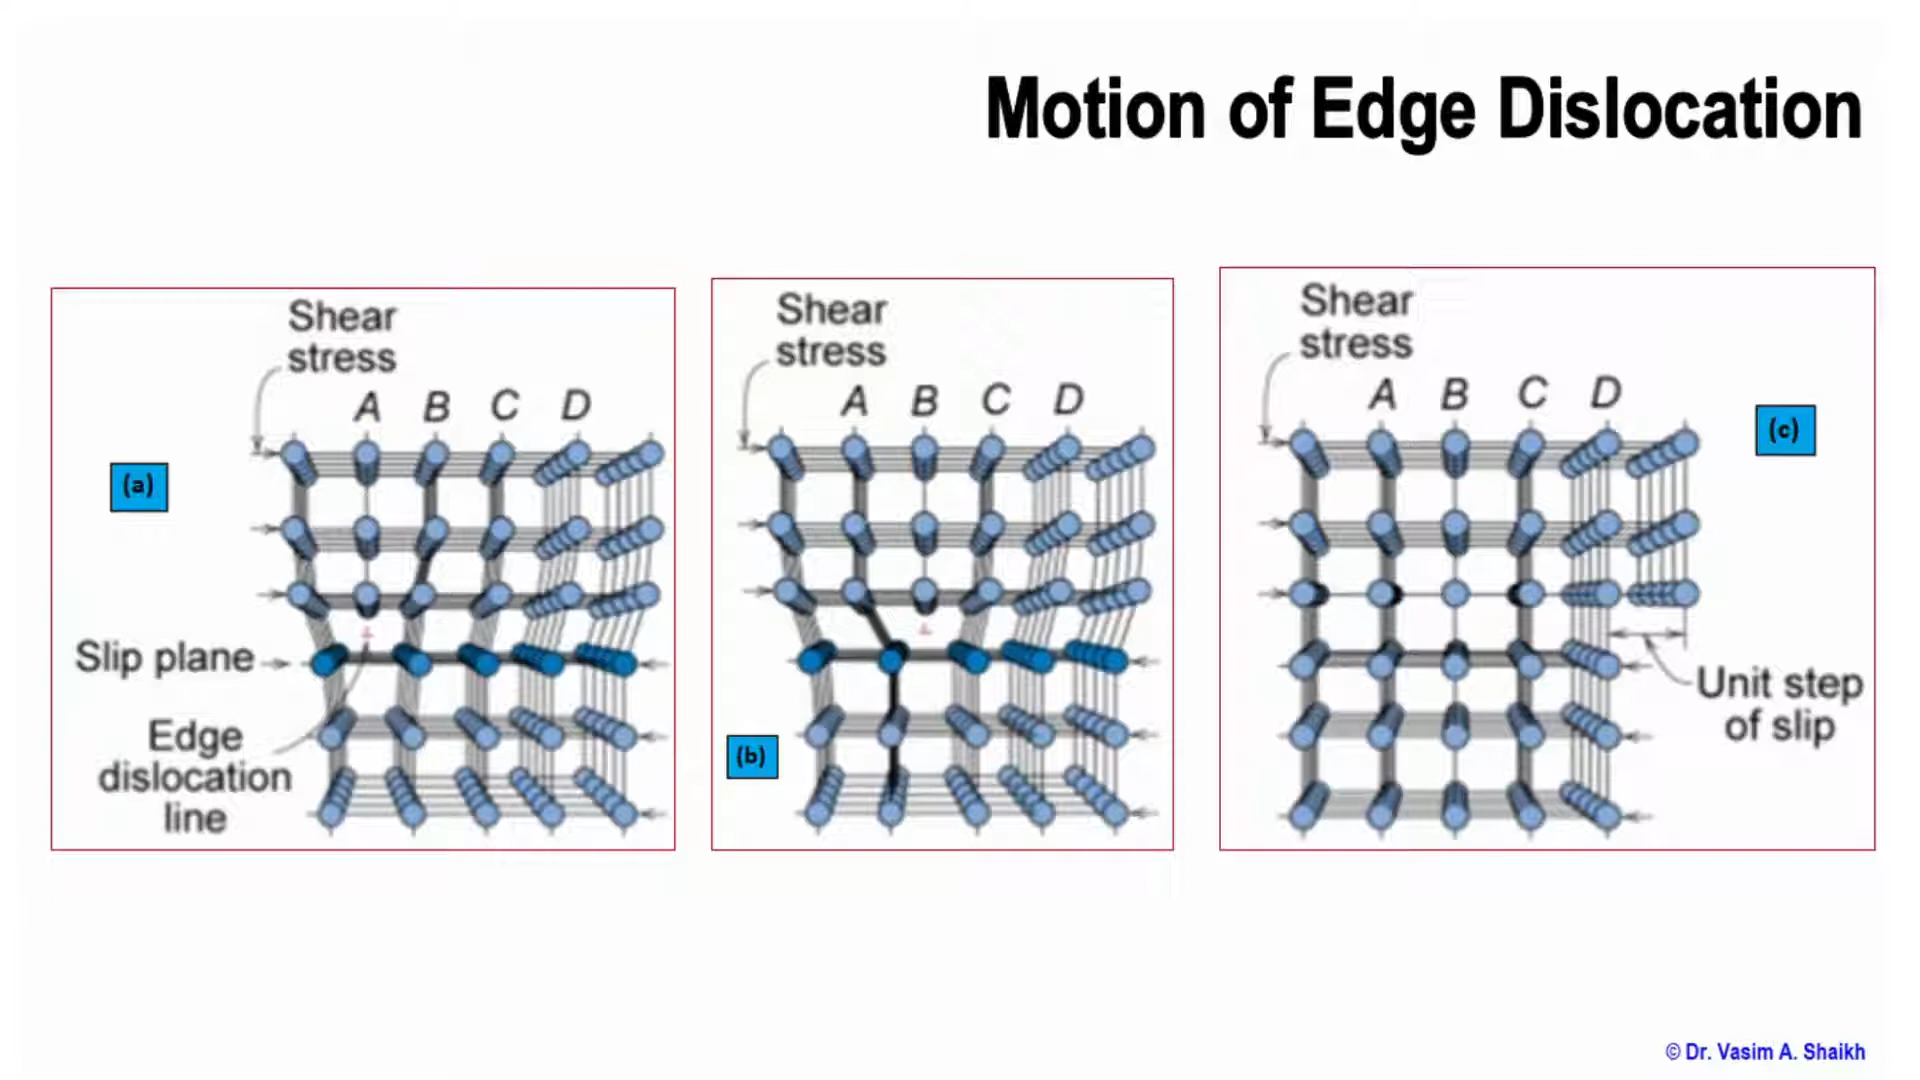 Motion of Edge Dislocation
Shear
stress
A B C D
(a)
Slip plane
Edge
dislocation
line
Shear
stress
A B C D
(b)
Shear
stress
A B C D
(c)
Unit step
of slip
© Dr. Vasim A. Shaikh